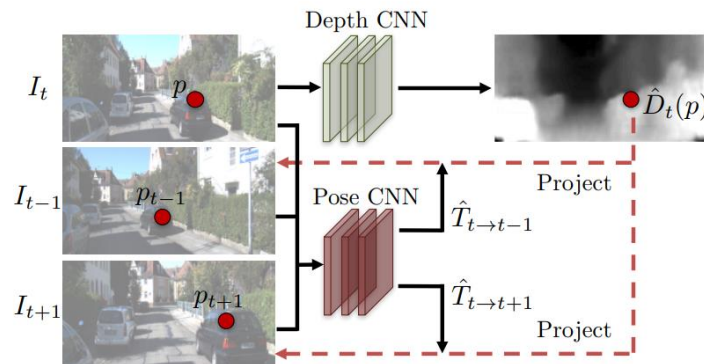 Depth CNN
I_t
p
D̂_t(p)
I_{t-1}
p_{t-1}
Pose CNN
Project
T̂_{t→t-1}
I_{t+1}
p_{t+1}
T̂_{t→t+1}
Project